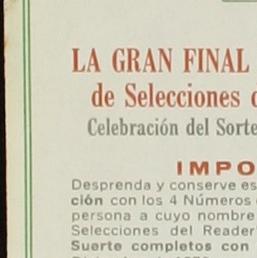 LA GRAN FINAL
de Selecciones
Celebración del
IMPO
Desprenda y conserve es
ción con los 4 Números
persona a cuyo nombre
Selecciones del Reader
Suerte completos con